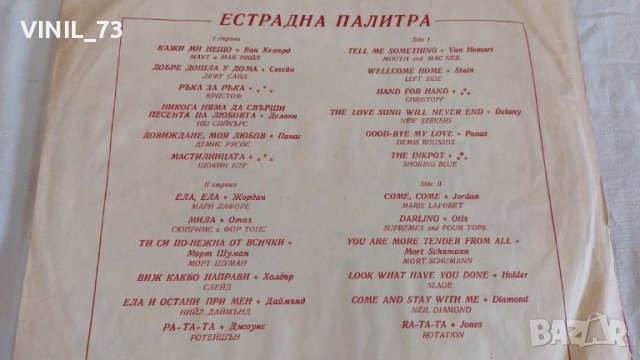 VINIL_73
ЕСТРАДНА ПАЛИТРА
I страна
КАЖИ МИ НЕЩО • Ван Хемърд
МАУТ и МАК НИЙЛ
ДОБРЕ ДОШЛА У ДОМА • Стейн
ЛЕФТ САЙД
РЪКА ЗА РЪКА • * * *
КРИСТОФ
НИКОГА НЯМА ДА СВЪРШИ
ПЕСЕНТА НА ЛЮБОВТА • Делани
НЮ СИЙКЪРС
ДОВИЖДАНЕ, МОЯ ЛЮБОВ • Панас
ДЕМИС РУСОС
МАСТИЛНИЦАТА • * * *
ШОКИН БЛУ
II страна
ЕЛА, ЕЛА • Жордан
МАРИ ЛАФОРЕ
МИЛА • Отиз
СЮПРИМС и ФОР ТОПС
ТИ СИ ПО-НЕЖНА ОТ ВСИЧКИ •
Морт Шуман
МОРТ ШУМАН
ВИЖ КАКВО НАПРАВИ • Холдър
СЛЕЙД
ЕЛА И ОСТАНИ ПРИ МЕН • Даймънд
НИЙЛ ДАЙМЪНД
РА-ТА-ТА • Джоунс
РОТЕЙШЪН
Side I
TELL ME SOMETHING • Van Hemart
MOUTH and MAC NEIL
WELLCOME HOME • Stain
LEFT SIDE
HAND FOR HAND • * * *
CHRISTOFF
THE LOVE SONG WILL NEVER END • Delany
NEW SEEKERS
GOOD-BYE MY LOVE • Panas
DEMIS ROUSSOS
THE INKPOT • * * *
SHOKING BLUE
Side II
COME, COME • Jordan
MARIE LAFORET
DARLING • Otis
SUPREMES and FOUR TOPS
YOU ARE MORE TENDER FROM ALL •
Mort Schumann
MORT SCHUMANN
LOOK WHAT HAVE YOU DONE • Holder
SLADE
COME AND STAY WITH ME • Diamond
NEIL DIAMOND
RA-TA-TA • Jones
ROTATION
bazar